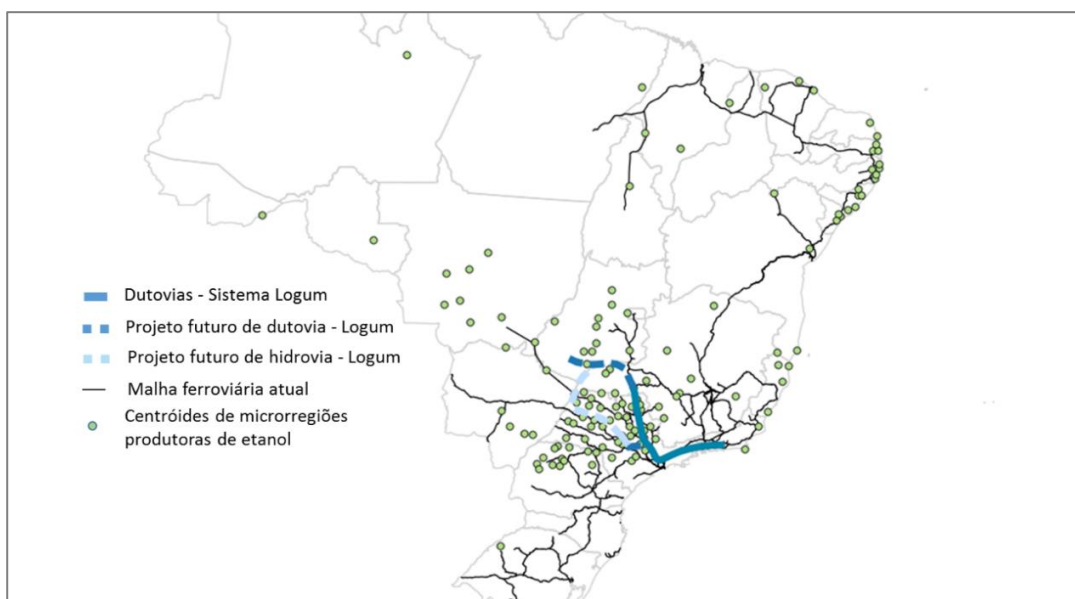 Dutovias - Sistema Logum
Projeto futuro de dutovia - Logum
Projeto futuro de hidrovia - Logum
Malha ferroviária atual
Centróides de microrregiões
produtoras de etanol